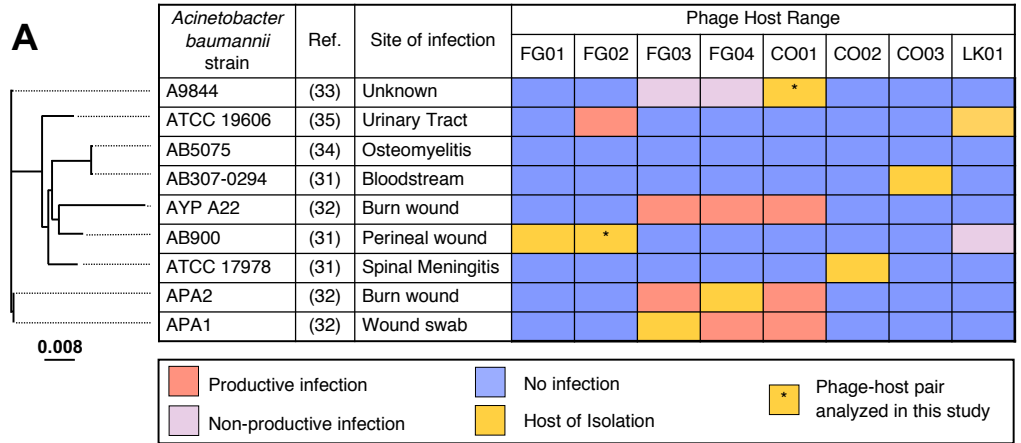 A
Acinetobacter baumannii strain
Ref.
Site of infection
Phage Host Range
FG01 FG02 FG03 FG04 CO01 CO02 CO03 LK01
A9844 (33) Unknown *
ATCC 19606 (35) Urinary Tract
AB5075 (34) Osteomyelitis
AB307-0294 (31) Bloodstream
AYP A22 (32) Burn wound
AB900 (31) Perineal wound *
ATCC 17978 (31) Spinal Meningitis
APA2 (32) Burn wound
APA1 (32) Wound swab
0.008
Productive infection
No infection
* Phage-host pair
analyzed in this study
Non-productive infection
Host of Isolation